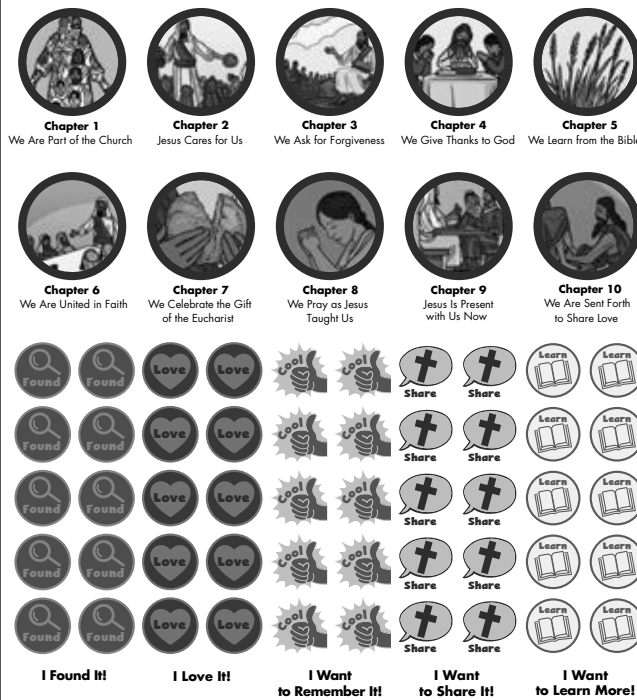 Chapter 1
We Are Part of the Church
Chapter 2
Jesus Cares for Us
Chapter 3
We Ask for Forgiveness
Chapter 4
We Give Thanks to God
Chapter 5
We Learn from the Bible
Chapter 6
We Are United in Faith
Chapter 7
We Celebrate the Gift
of the Eucharist
Chapter 8
We Pray as Jesus
Taught Us
Chapter 9
Jesus Is Present
with Us Now
Chapter 10
We Are Sent Forth
to Share Love
Found Found Love Love Cool! Cool! Share Share Learn Learn
Found Found Love Love Cool! Cool! Share Share Learn Learn
Found Found Love Love Cool! Cool! Share Share Learn Learn
Found Found Love Love Cool! Cool! Share Share Learn Learn
Found Found Love Love Cool! Cool! Share Share Learn Learn
I Found It!
I Love It!
I Want
to Remember It!
I Want
to Share It!
I Want
to Learn More!